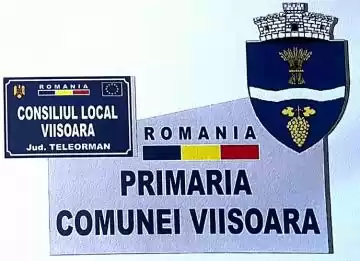 ROMANIA
CONSILIUL LOCAL
VIISOARA
Jud. TELEORMAN
ROMANIA
PRIMARIA
COMUNEI VIISOARA